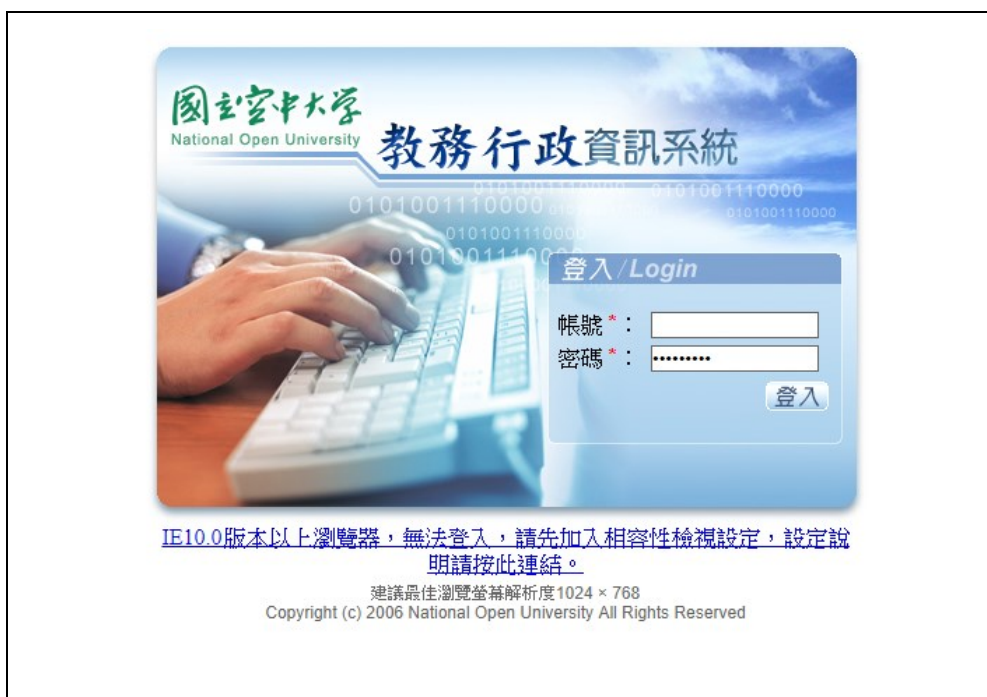 國立空中大学
National Open University
教務行政資訊系統
0101001110000 0101001110000
0101001110000
0101001110000
0101001110000
0101001110000
登入/Login
帳號*：
密碼*： •••••••••
登入
IE10.0版本以上瀏覽器，無法登入，請先加入相容性檢視設定，設定說
明請按此連結。
建議最佳瀏覽螢幕解析度1024 × 768
Copyright (c) 2006 National Open University All Rights Reserved